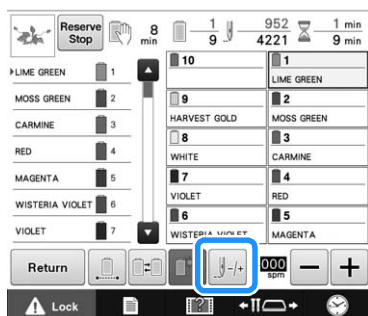 Reserve Stop 8 min 1 9 952 4221 1 min 9 min
LIME GREEN 1
MOSS GREEN 2
CARMINE 3
RED 4
MAGENTA 5
WISTERIA VIOLET 6
VIOLET 7
10
1 LIME GREEN
9 HARVEST GOLD
2 MOSS GREEN
8 WHITE
3 CARMINE
7 VIOLET
4 RED
6 WISTERIA VIOLET
5 MAGENTA
Return -/+ 000 spm - +
Lock ?